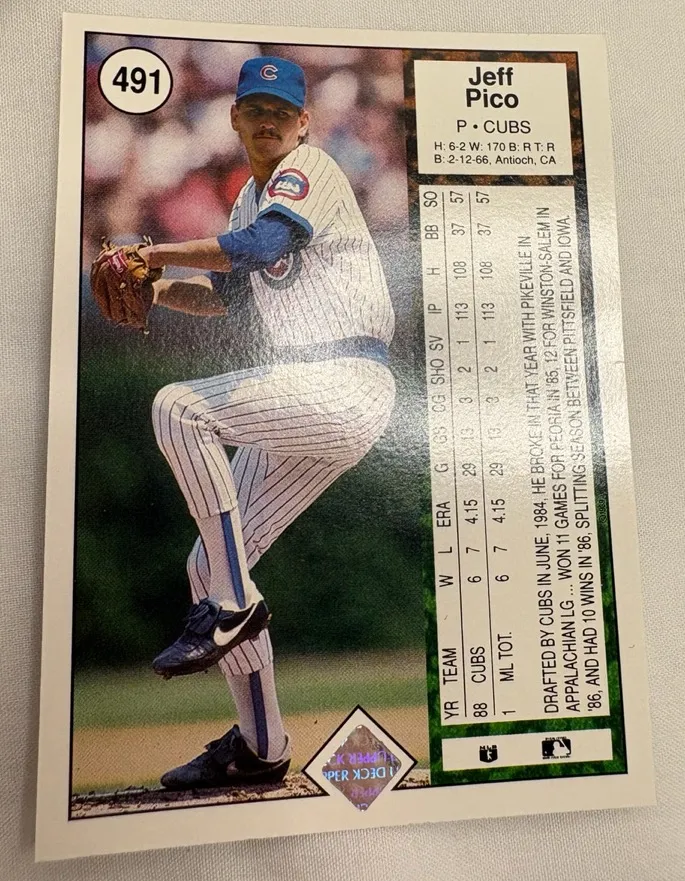 491
C
CUBS
Jeff
Pico
P • CUBS
H: 6-2 W: 170 B: R T: R
B: 2-12-66, Antioch, CA
YR TEAM W L ERA G GS CG SHO SV IP H BB SO
88 CUBS 6 7 4.15 29 13 3 2 1 113 108 37 57
1 ML TOT. 6 7 4.15 29 13 3 2 1 113 108 37 57
DRAFTED BY CUBS IN JUNE, 1984, HE BROKE IN THAT YEAR WITH PIKEVILLE IN
APPALACHIAN LG ... WON 11 GAMES FOR PEORIA IN '85, 12 FOR WINSTON-SALEM IN
'86, AND HAD 10 WINS IN '86, SPLITTING SEASON BETWEEN PITTSFIELD AND IOWA.
UPPER
DECK